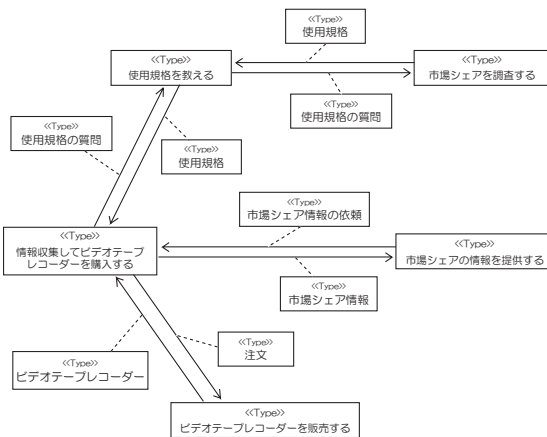 <<Type>>
使用規格
<<Type>>
使用規格を教える
<<Type>>
市場シェアを調査する
<<Type>>
使用規格の質問
<<Type>>
使用規格の質問
<<Type>>
使用規格
<<Type>>
市場シェア情報の依頼
<<Type>>
情報収集してビデオテープ
レコーダーを購入する
<<Type>>
市場シェアの情報を提供する
<<Type>>
市場シェア情報
<<Type>>
注文
<<Type>>
ビデオテープレコーダー
<<Type>>
ビデオテープレコーダーを販売する